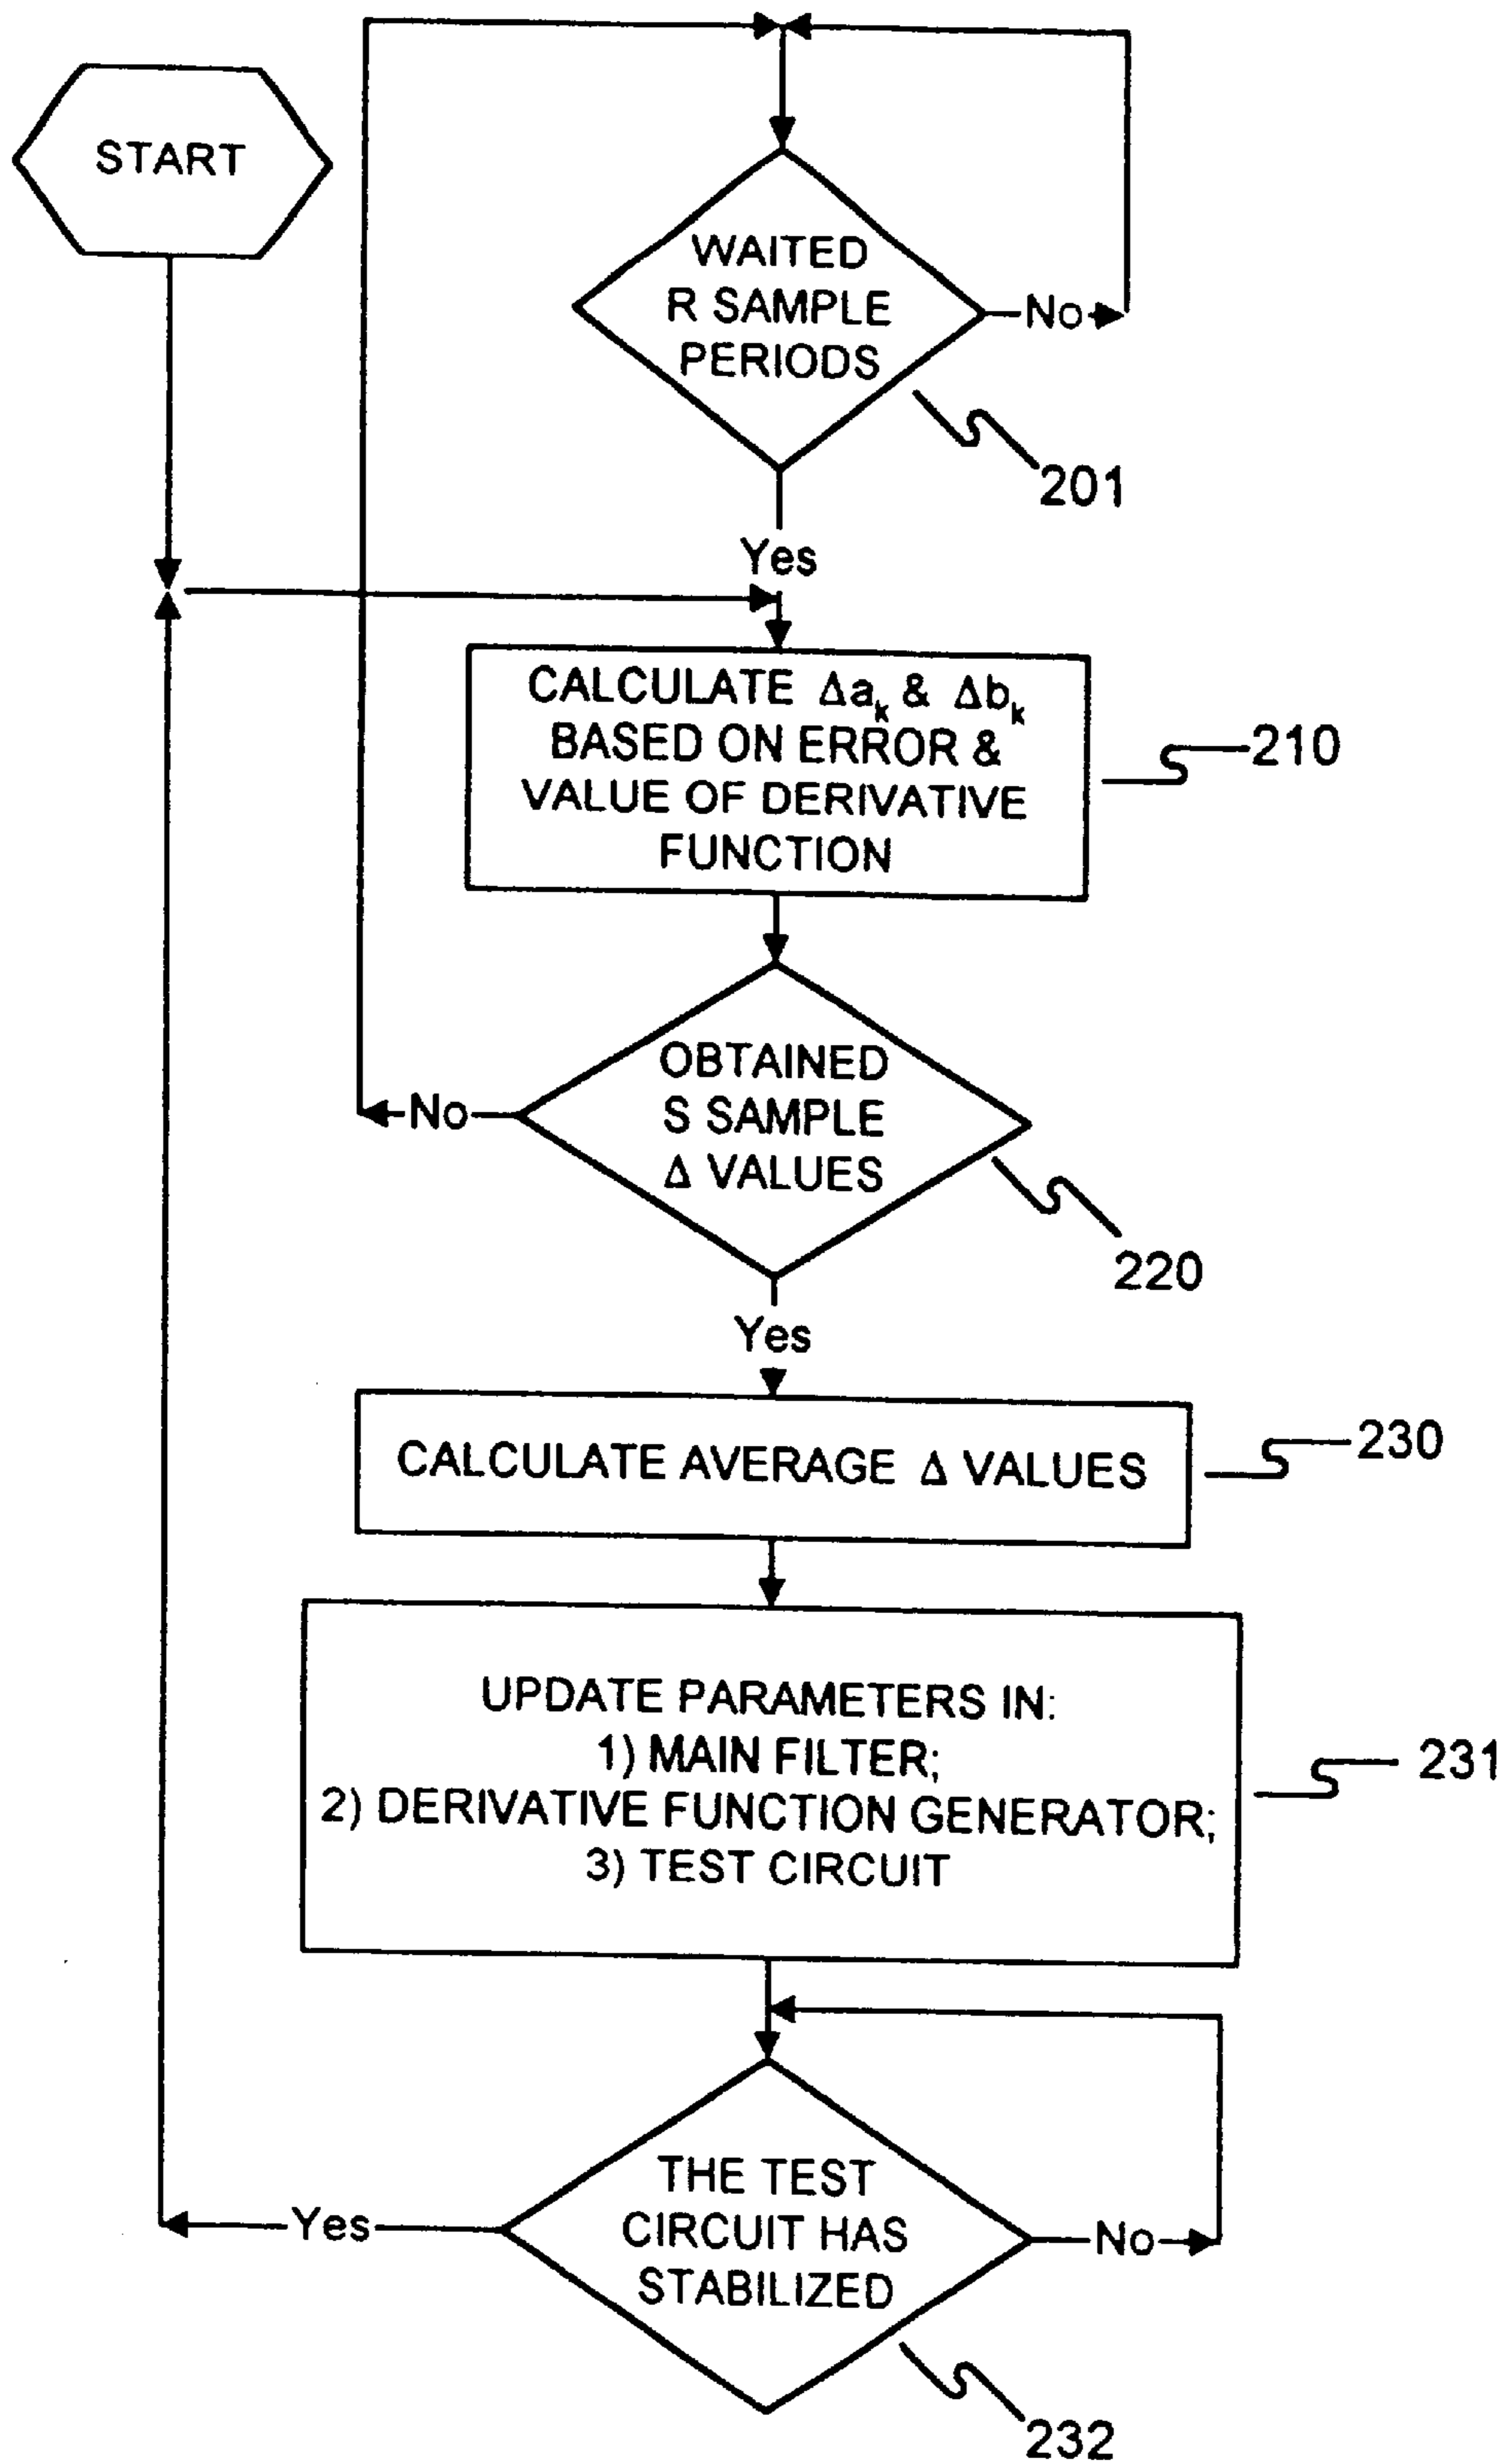 START
WAITED
R SAMPLE
PERIODS
No
201
Yes
CALCULATE Δaₖ & Δbₖ
BASED ON ERROR &
VALUE OF DERIVATIVE
FUNCTION
210
OBTAINED
S SAMPLE
Δ VALUES
No
220
Yes
CALCULATE AVERAGE Δ VALUES
230
UPDATE PARAMETERS IN:
1) MAIN FILTER;
2) DERIVATIVE FUNCTION GENERATOR;
3) TEST CIRCUIT
231
THE TEST
CIRCUIT HAS
STABILIZED
Yes
No
232